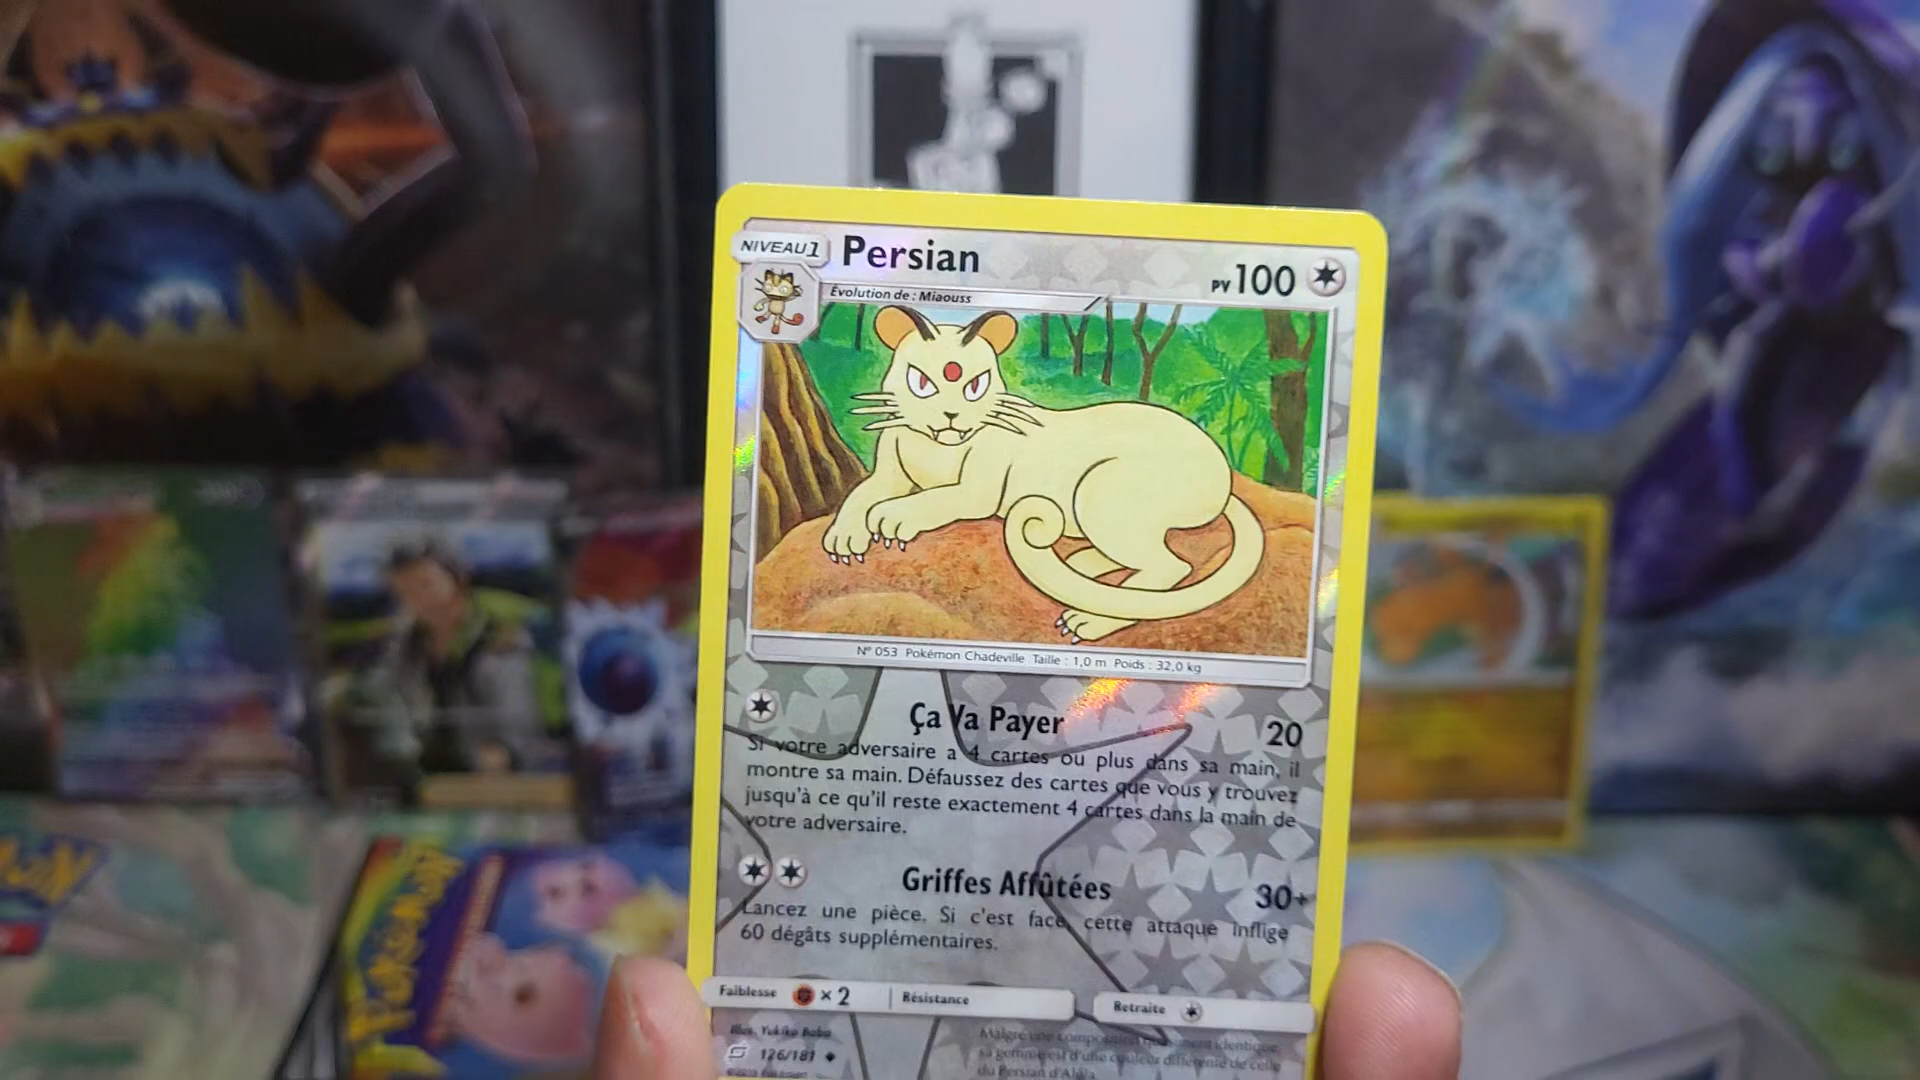 NIVEAU 1
Persian
PV 100
Évolution de : Miaouss
N° 053 Pokémon Chadeville Taille : 1,0 m Poids : 32,0 kg
Ça Va Payer 20
Si votre adversaire a 4 cartes ou plus dans sa main, il
montre sa main. Défaussez des cartes que vous y trouvez
jusqu'à ce qu'il reste exactement 4 cartes dans la main de
votre adversaire.
Griffes Affûtées 30+
Lancez une pièce. Si c'est face, cette attaque inflige
60 dégâts supplémentaires.
Faiblesse ×2 Résistance Retraite
Illus. Yukiko Baba
126/181
Malgré une composition identique,
sa gemme est d'une couleur différente de celle
du Persian d'Alola.
Pokémon